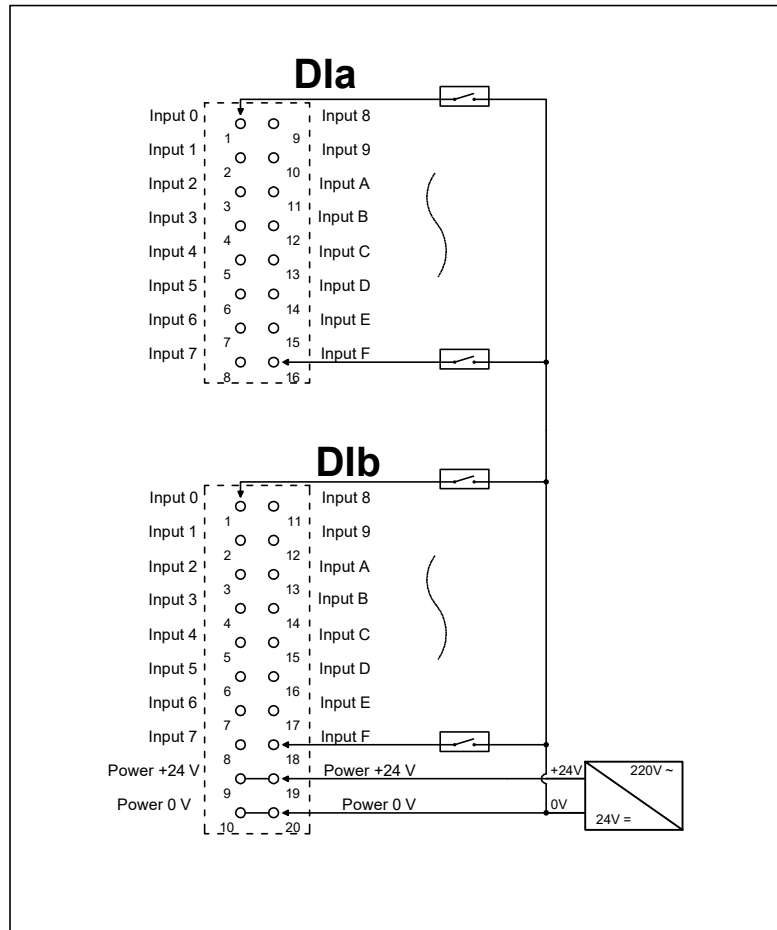 DIa
Input 0 Input 8
1 9
Input 1 Input 9
2 10
Input 2 Input A
3 11
Input 3 Input B
4 12
Input 4 Input C
5 13
Input 5 Input D
6 14
Input 6 Input E
7 15
Input 7 Input F
8 16
DIb
Input 0 Input 8
1 11
Input 1 Input 9
2 12
Input 2 Input A
3 13
Input 3 Input B
4 14
Input 4 Input C
5 15
Input 5 Input D
6 16
Input 6 Input E
7 17
Input 7 Input F
8 18
Power +24 V Power +24 V +24V 220V ~
9 19
Power 0 V Power 0 V 0V 24V =
10 20